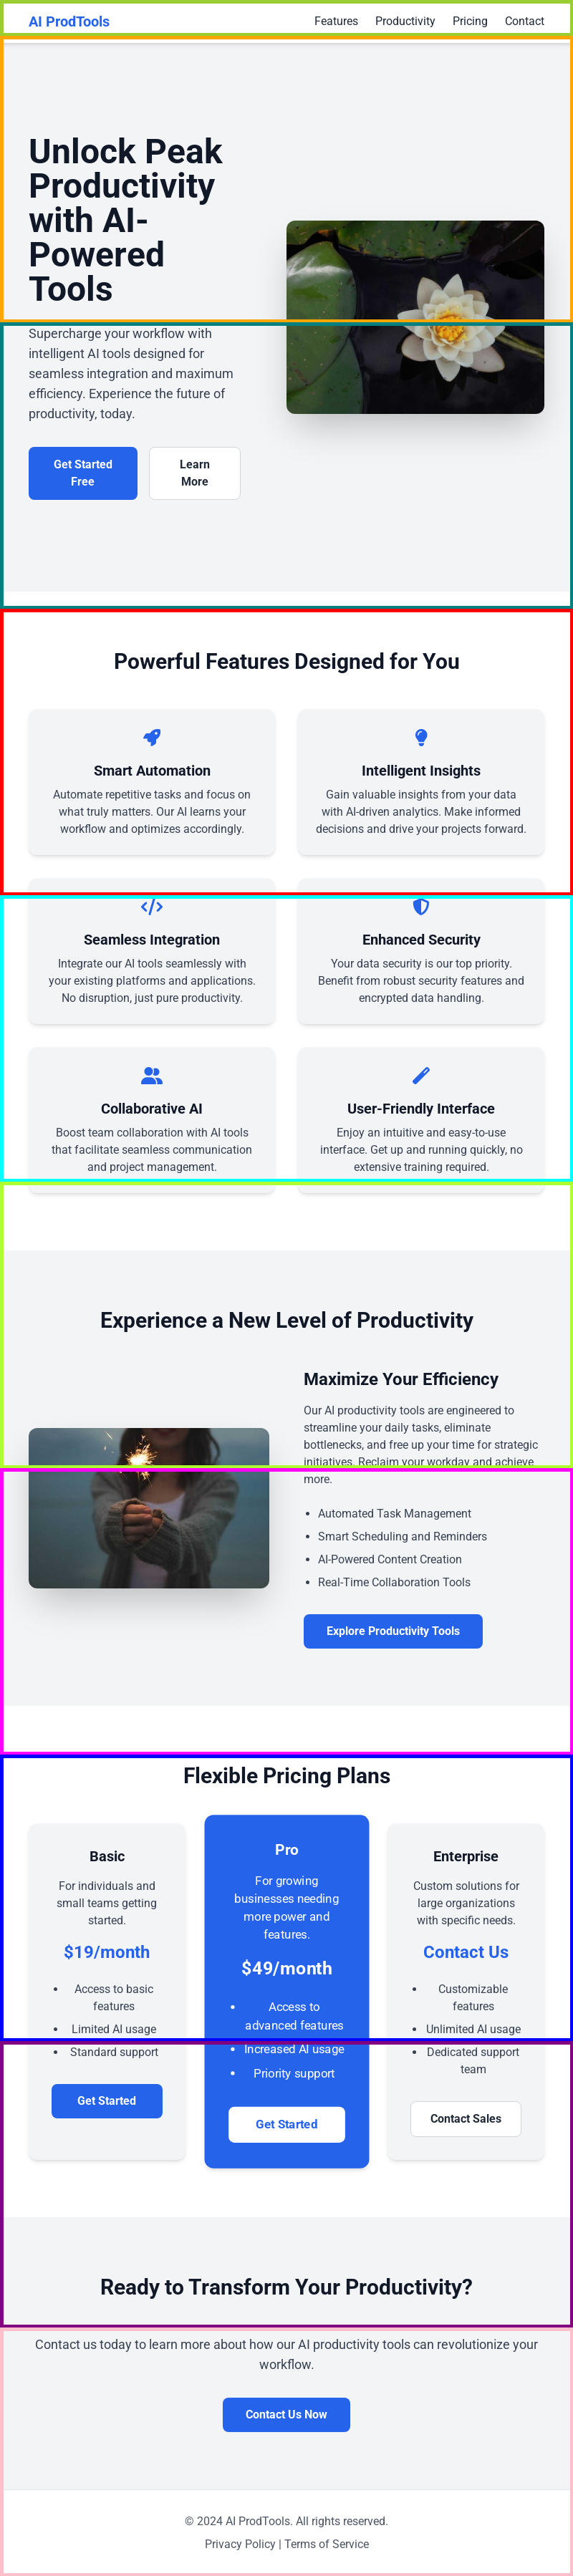 AI ProdTools
Features
Productivity
Pricing
Contact
Unlock Peak
Productivity
with AI-
Powered
Tools
Supercharge your workflow with
intelligent AI tools designed for
seamless integration and maximum
efficiency. Experience the future of
productivity, today.
Get Started
Free
Learn
More
Powerful Features Designed for You
Smart Automation
Automate repetitive tasks and focus on
what truly matters. Our AI learns your
workflow and optimizes accordingly.
Intelligent Insights
Gain valuable insights from your data
with AI-driven analytics. Make informed
decisions and drive your projects forward.
Seamless Integration
Integrate our AI tools seamlessly with
your existing platforms and applications.
No disruption, just pure productivity.
Enhanced Security
Your data security is our top priority.
Benefit from robust security features and
encrypted data handling.
Collaborative AI
Boost team collaboration with AI tools
that facilitate seamless communication
and project management.
User-Friendly Interface
Enjoy an intuitive and easy-to-use
interface. Get up and running quickly, no
extensive training required.
Experience a New Level of Productivity
Maximize Your Efficiency
Our AI productivity tools are engineered to
streamline your daily tasks, eliminate
bottlenecks, and free up your time for strategic
initiatives. Reclaim your workday and achieve
more.
• Automated Task Management
• Smart Scheduling and Reminders
• AI-Powered Content Creation
• Real-Time Collaboration Tools
Explore Productivity Tools
Flexible Pricing Plans
Basic
For individuals and
small teams getting
started.
$19/month
• Access to basic
features
• Limited AI usage
• Standard support
Get Started
Pro
For growing
businesses needing
more power and
features.
$49/month
• Access to
advanced features
• Increased AI usage
• Priority support
Get Started
Enterprise
Custom solutions for
large organizations
with specific needs.
Contact Us
• Customizable
features
• Unlimited AI usage
• Dedicated support
team
Contact Sales
Ready to Transform Your Productivity?
Contact us today to learn more about how our AI productivity tools can revolutionize your
workflow.
Contact Us Now
© 2024 AI ProdTools. All rights reserved.
Privacy Policy | Terms of Service